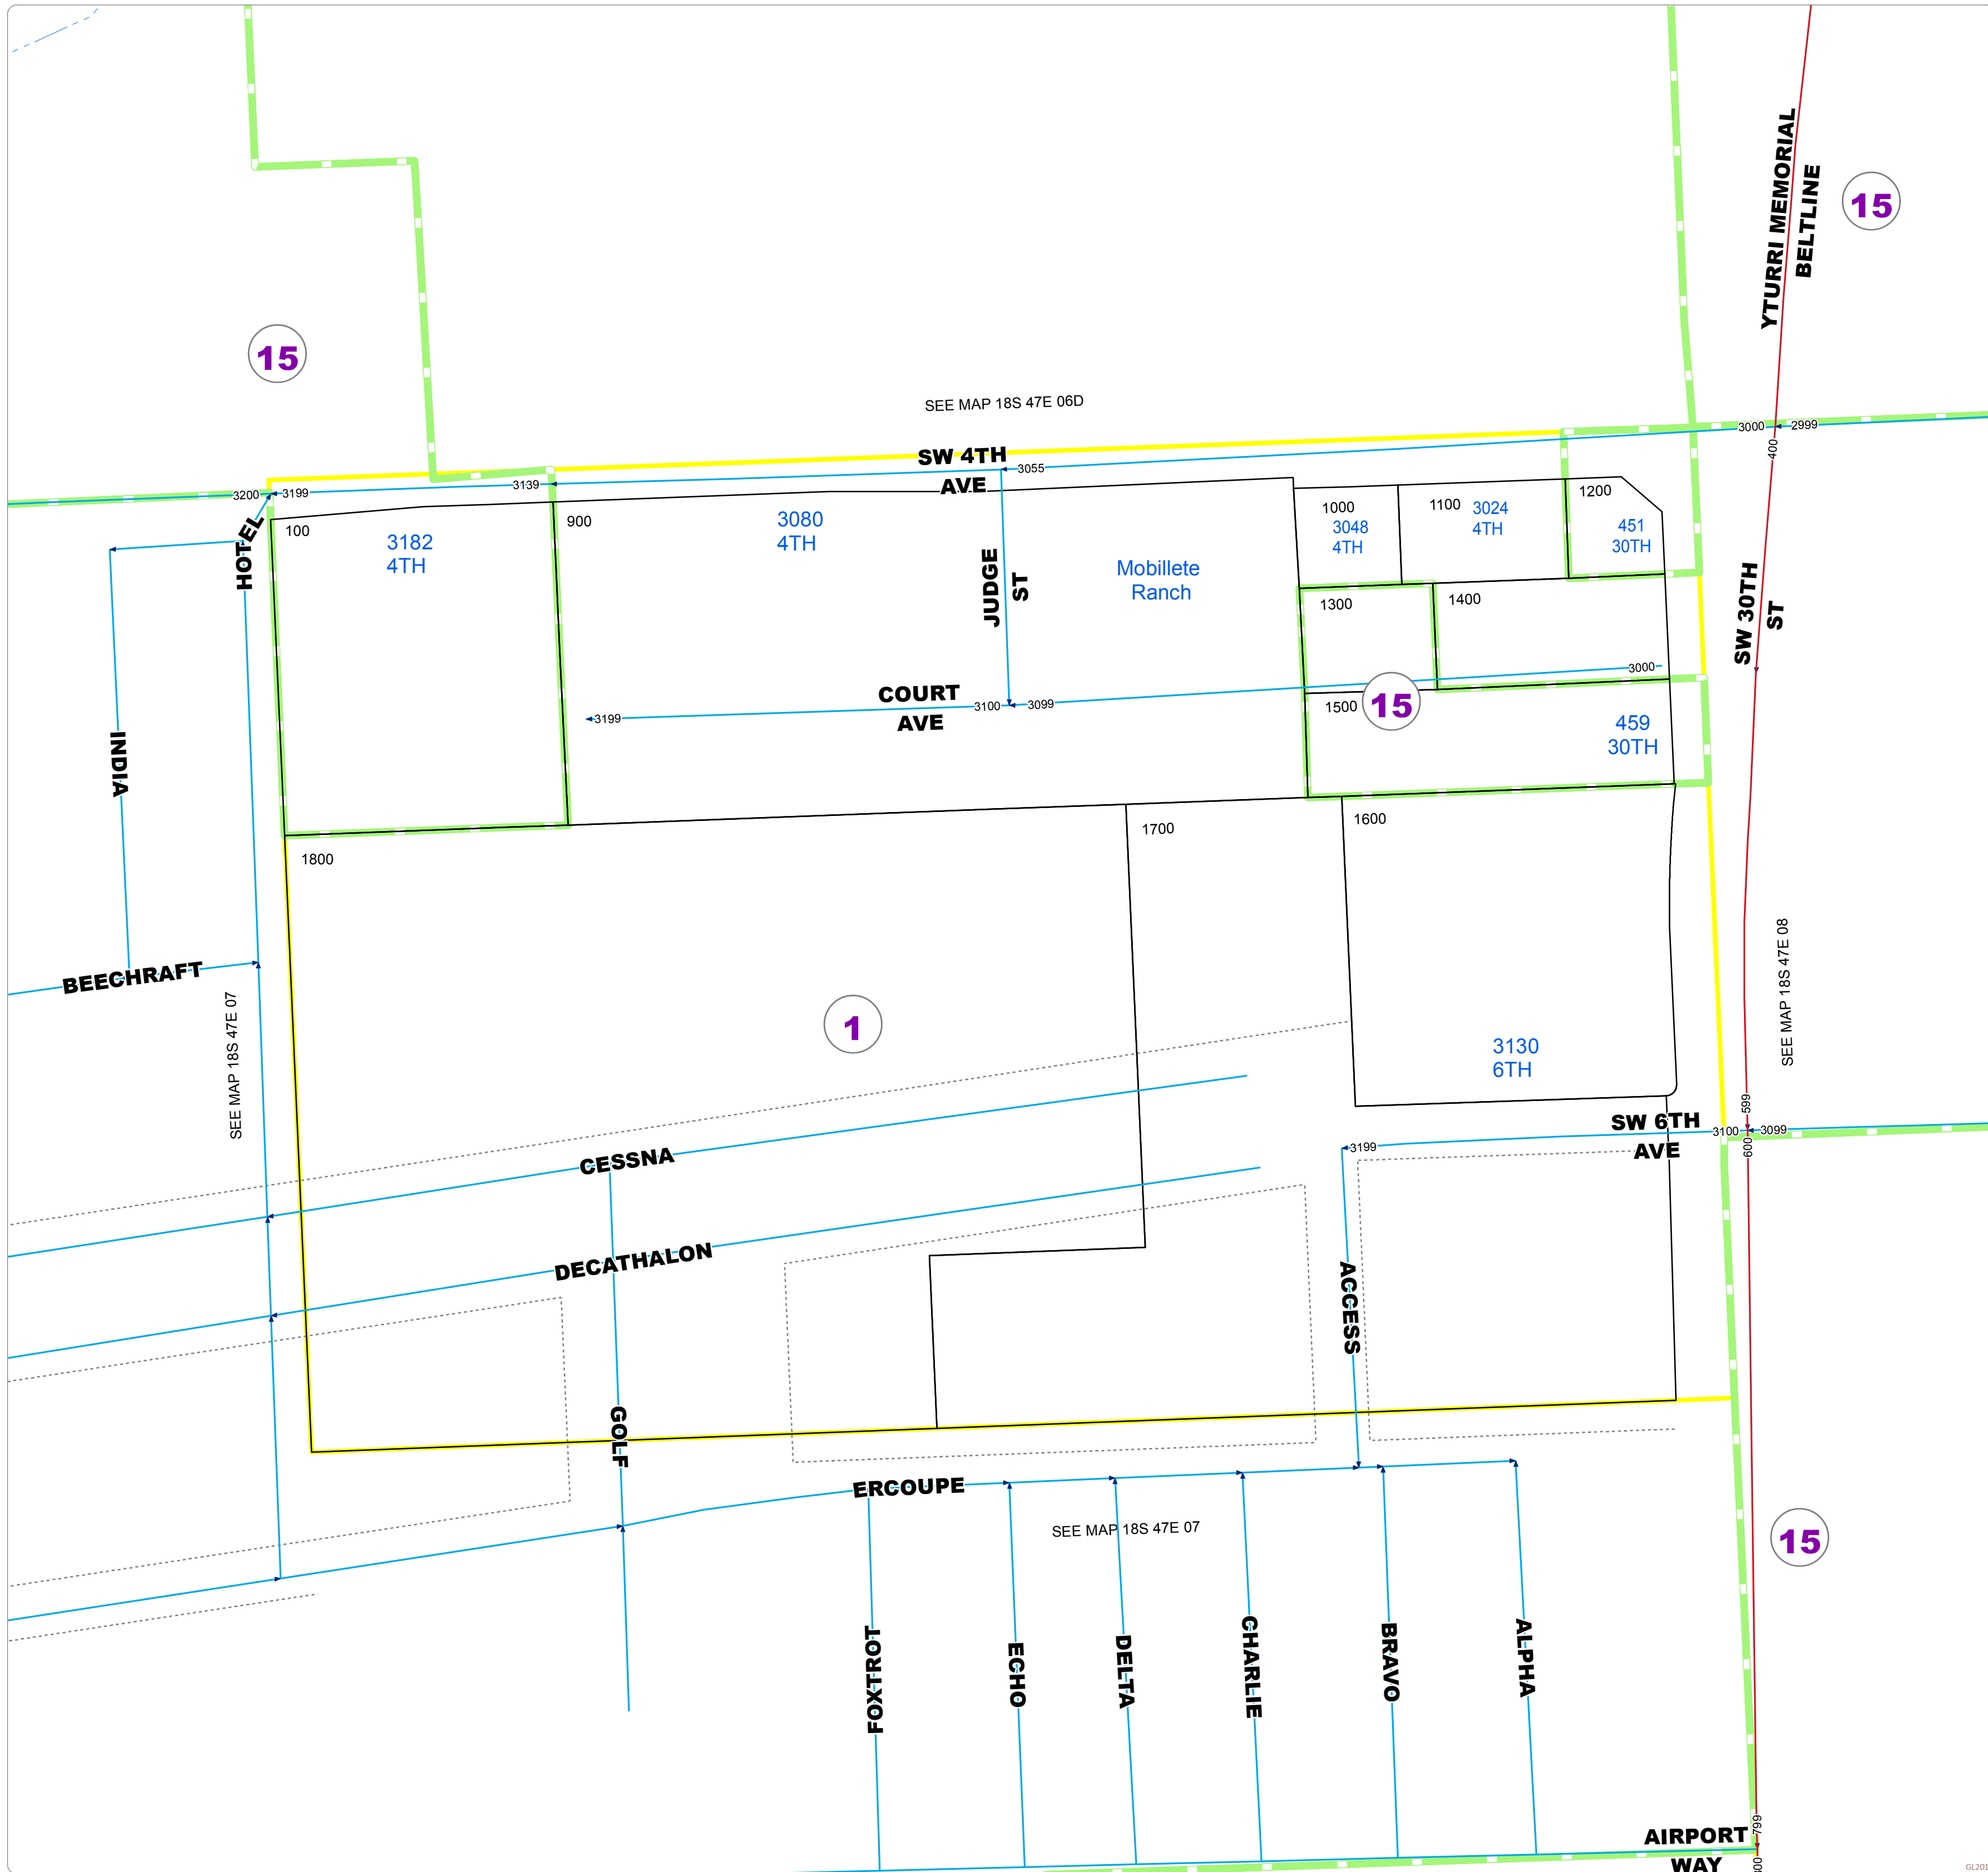 YTURRI MEMORIAL
BELTLINE
15
15
SEE MAP 18S 47E 06D
SW 4TH
AVE
3000
2999
400
3055
3139
3200
3199
HOTEL
100
3182
4TH
900
3080
4TH
JUDGE
ST
Mobillete
Ranch
1000
3048
4TH
1100
3024
4TH
1200
451
30TH
1300
1400
SW 30TH
ST
3000
COURT
AVE
3199
3100
3099
1500
15
459
30TH
INDIA
1800
1700
1600
BEECHRAFT
SEE MAP 18S 47E 07
SEE MAP 18S 47E 08
1
3130
6TH
599
SW 6TH
AVE
3100
3099
600
3199
CESSNA
DECATHALON
ACCESS
GOLF
ERCOUPE
SEE MAP 18S 47E 07
15
FOXTROT
ECHO
DELTA
CHARLIE
BRAVO
ALPHA
799
AIRPORT
WAY